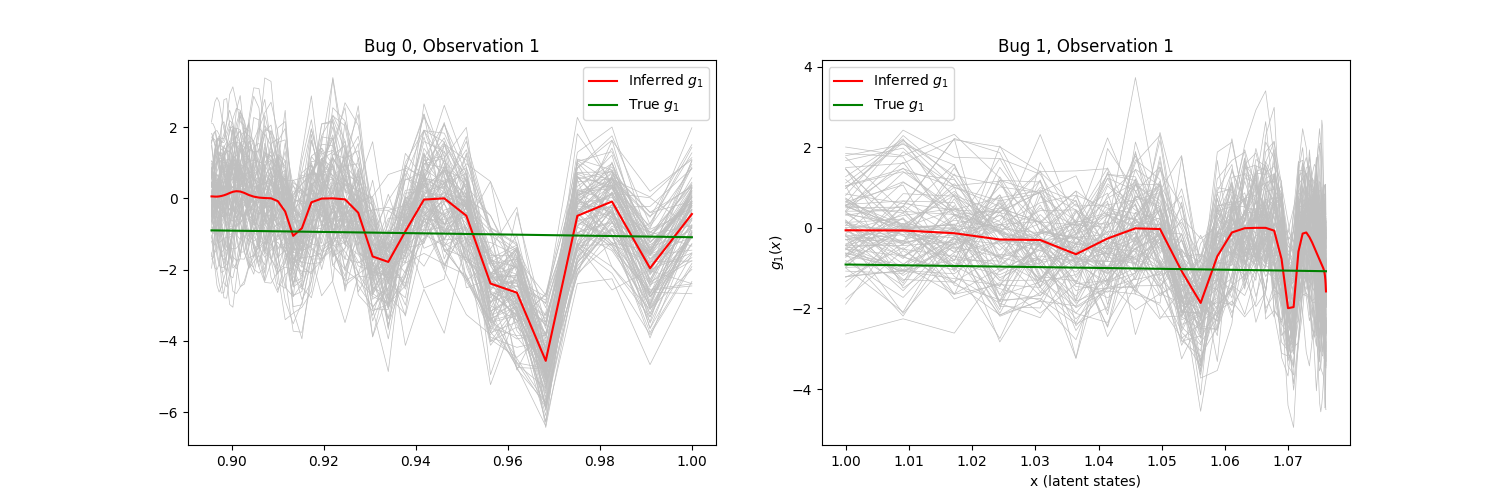 Bug 0, Observation 1
Inferred g₁
True g₁
2
0
−2
−4
−6
0.90 0.92 0.94 0.96 0.98 1.00
Bug 1, Observation 1
Inferred g₁
True g₁
g₁(x)
4
2
0
−2
−4
1.00 1.01 1.02 1.03 1.04 1.05 1.06 1.07
x (latent states)